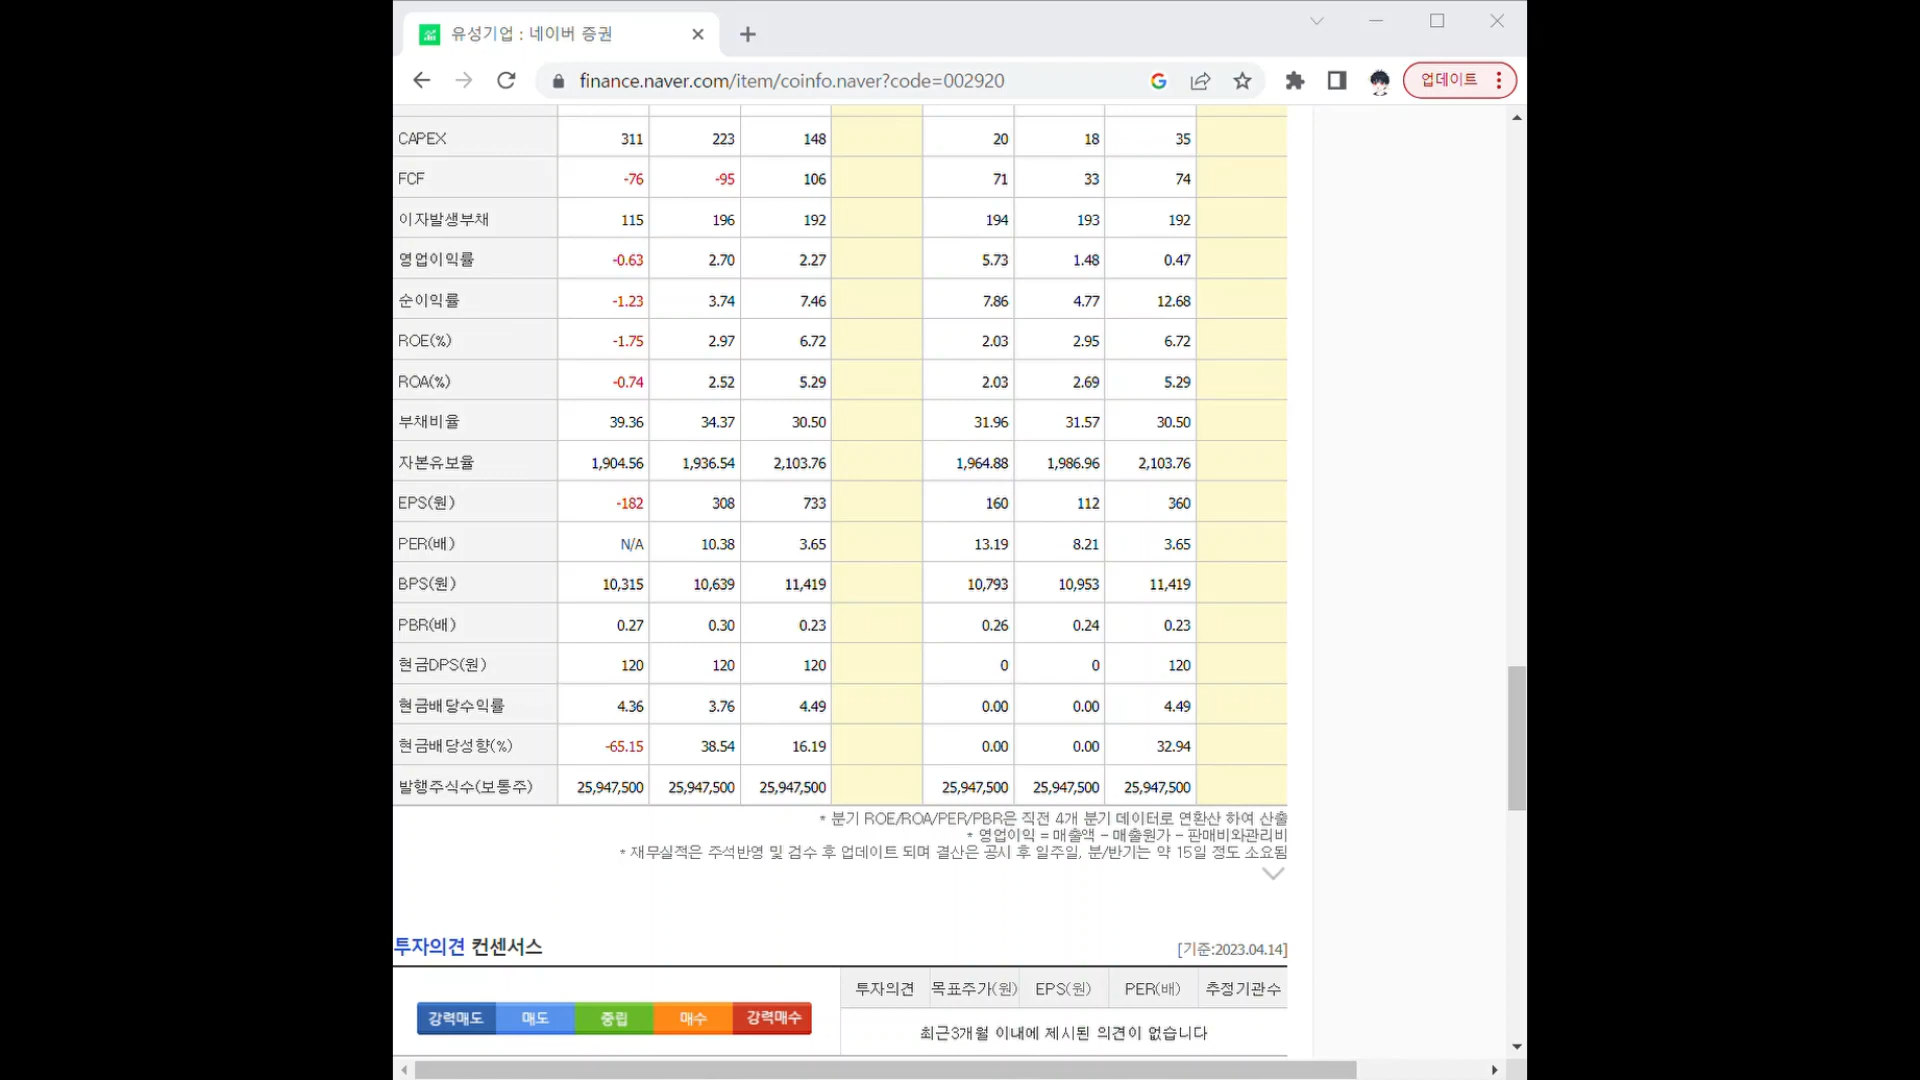 유성기업 : 네이버 증권
finance.naver.com/item/coinfo.naver?code=002920
업데이트
CAPEX 311 223 148 20 18 35
FCF -76 -95 106 71 33 74
이자발생부채 115 196 192 194 193 192
영업이익률 -0.63 2.70 2.27 5.73 1.48 0.47
순이익률 -1.23 3.74 7.46 7.86 4.77 12.68
ROE(%) -1.75 2.97 6.72 2.03 2.95 6.72
ROA(%) -0.74 2.52 5.29 2.03 2.69 5.29
부채비율 39.36 34.37 30.50 31.96 31.57 30.50
자본유보율 1,904.56 1,936.54 2,103.76 1,964.88 1,986.96 2,103.76
EPS(원) -182 308 733 160 112 360
PER(배) N/A 10.38 3.65 13.19 8.21 3.65
BPS(원) 10,315 10,639 11,419 10,793 10,953 11,419
PBR(배) 0.27 0.30 0.23 0.26 0.24 0.23
현금DPS(원) 120 120 120 0 0 120
현금배당수익률 4.36 3.76 4.49 0.00 0.00 4.49
현금배당성향(%) -65.15 38.54 16.19 0.00 0.00 32.94
발행주식수(보통주) 25,947,500 25,947,500 25,947,500 25,947,500 25,947,500 25,947,500
* 분기 ROE/ROA/PER/PBR은 직전 4개 분기 데이터로 연환산 하여 산출
* 영업이익 = 매출액 - 매출원가 - 판매비와관리비
* 재무실적은 주석반영 및 검수 후 업데이트 되며 결산은 공시 후 일주일, 분/반기는 약 15일 정도 소요됨
투자의견 컨센서스 [기준:2023.04.14]
투자의견 목표주가(원) EPS(원) PER(배) 추정기관수
강력매도 매도 중립 매수 강력매수
최근3개월 이내에 제시된 의견이 없습니다